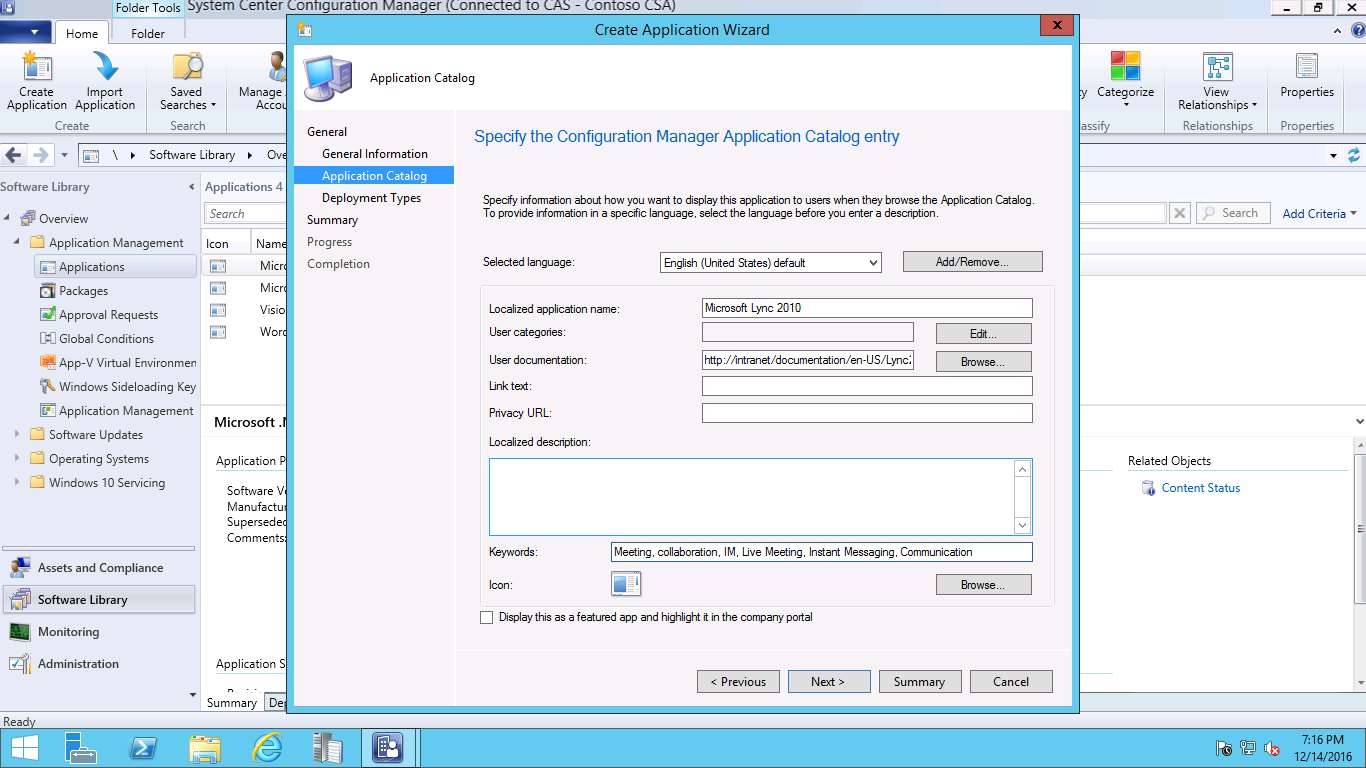 Folder Tools
System Center Configuration Manager (Connected to CAS - Contoso CSA)
Home
Folder
Create Application
Import Application
Saved Searches
Manage
Create
Search
Categorize
View Relationships
Properties
Relationships
Properties
\
Software Library
Create Application Wizard
Application Catalog
General
General Information
Application Catalog
Deployment Types
Summary
Progress
Completion
Specify the Configuration Manager Application Catalog entry
Specify information about how you want to display this application to users when they browse the Application Catalog.
To provide information in a specific language, select the language before you enter a description.
Selected language:
English (United States) default
Add/Remove...
Localized application name:
Microsoft Lync 2010
User categories:
Edit...
User documentation:
http://intranet/documentation/en-US/Lync
Browse...
Link text:
Privacy URL:
Localized description:
Keywords:
Meeting, collaboration, IM, Live Meeting, Instant Messaging, Communication
Icon:
Browse...
Display this as a featured app and highlight it in the company portal
< Previous
Next >
Summary
Cancel
Software Library
Applications 4
Search
Search
Add Criteria
Icon
Name
Overview
Application Management
Applications
Packages
Approval Requests
Global Conditions
App-V Virtual Environmen
Windows Sideloading Key
Application Management
Software Updates
Operating Systems
Windows 10 Servicing
Assets and Compliance
Software Library
Monitoring
Administration
Micro
Micro
Visio
Word
Microsoft .N
Application P
Software Ve
Manufactur
Superseded
Comments:
Application S
Related Objects
Content Status
Summary
Ready
7:16 PM
12/14/2016